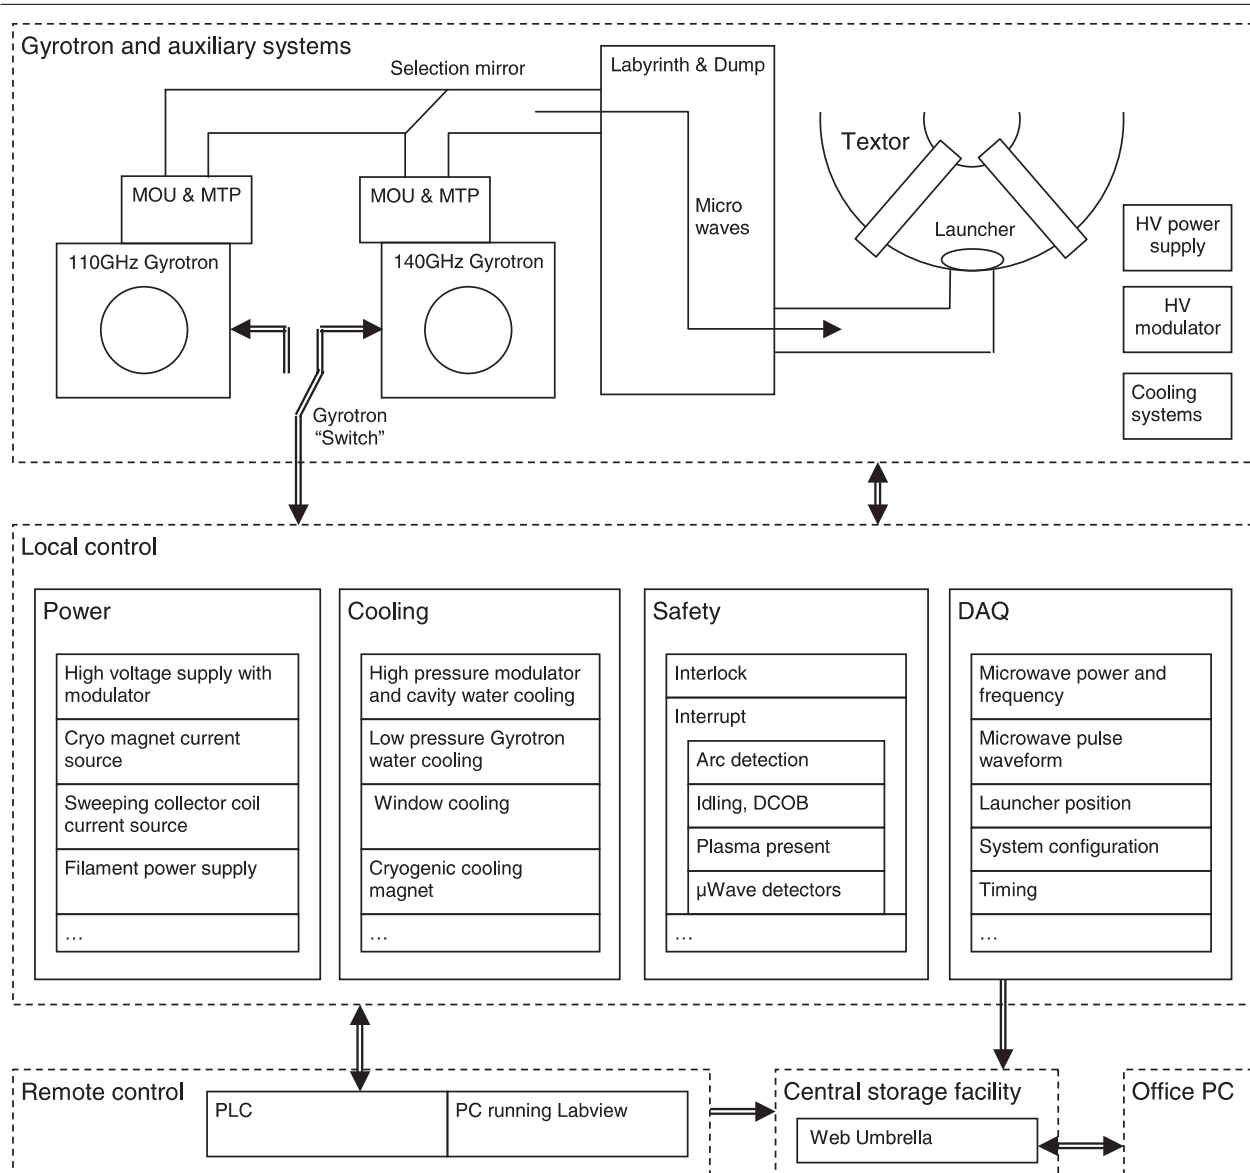 Gyrotron and auxiliary systems
Selection mirror
Labyrinth & Dump
Textor
MOU & MTP
MOU & MTP
Micro
waves
Launcher
HV power
supply
110GHz Gyrotron
140GHz Gyrotron
HV
modulator
Cooling
systems
Gyrotron
“Switch”
Local control
Power
High voltage supply with
modulator
Cryo magnet current
source
Sweeping collector coil
current source
Filament power supply
...
Cooling
High pressure modulator
and cavity water cooling
Low pressure Gyrotron
water cooling
Window cooling
Cryogenic cooling
magnet
...
Safety
Interlock
Interrupt
Arc detection
Idling, DCOB
Plasma present
µWave detectors
...
DAQ
Microwave power and
frequency
Microwave pulse
waveform
Launcher position
System configuration
Timing
...
Remote control
PLC
PC running Labview
Central storage facility
Web Umbrella
Office PC